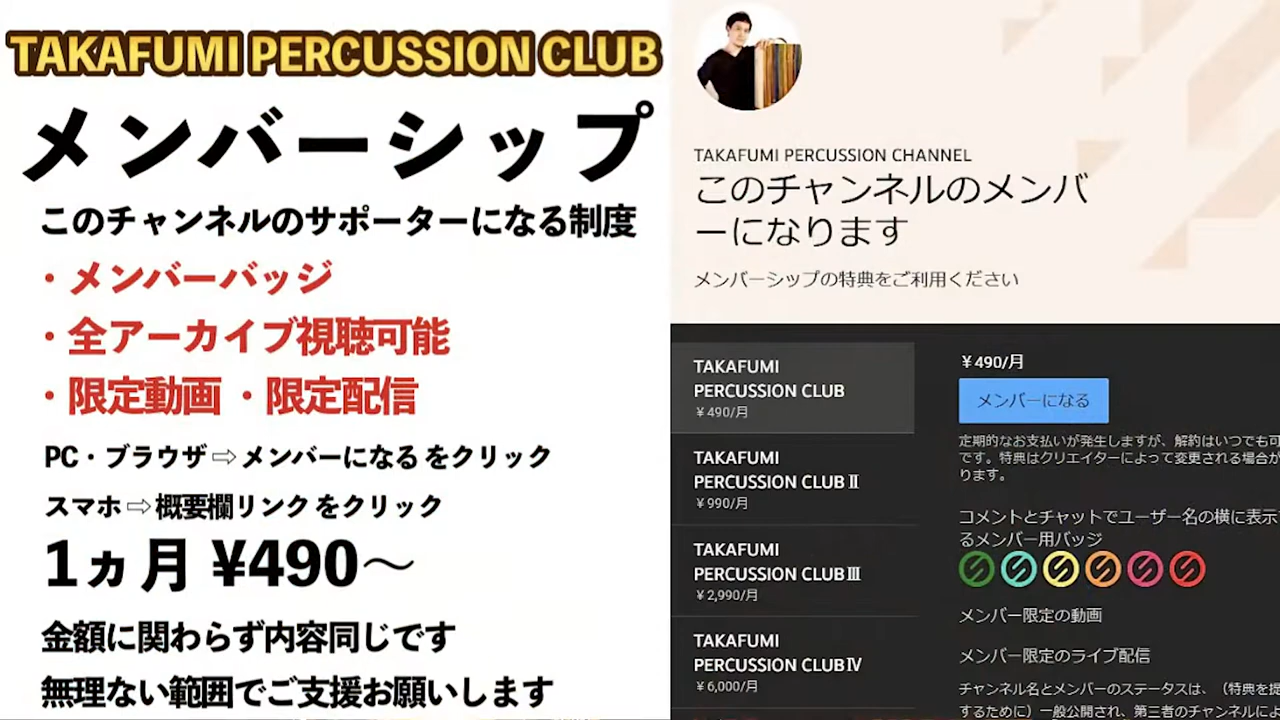 TAKAFUMI PERCUSSION CLUB
メンバーシップ
このチャンネルのサポーターになる制度
・メンバーバッジ
・全アーカイブ視聴可能
・限定動画 ・限定配信
PC・ブラウザ⇨メンバーになる をクリック
スマホ⇨概要欄リンク をクリック
1ヵ月 ¥490～
金額に関わらず内容同じです
無理ない範囲でご支援お願いします
TAKAFUMI PERCUSSION CHANNEL
このチャンネルのメンバ
ーになります
メンバーシップの特典をご利用ください
TAKAFUMI
PERCUSSION CLUB
￥490/月
TAKAFUMI
PERCUSSION CLUBⅡ
￥990/月
TAKAFUMI
PERCUSSION CLUBⅢ
￥2,990/月
TAKAFUMI
PERCUSSION CLUBⅣ
￥6,000/月
￥490/月
メンバーになる
定期的なお支払いが発生しますが、解約はいつでも可
です。特典はクリエイターによって変更される場合が
ります。
コメントとチャットでユーザー名の横に表示
るメンバー用バッジ
メンバー限定の動画
メンバー限定のライブ配信
チャンネル名とメンバーのステータスは、（特典を提
するために）一般公開され、第三者のチャンネルによ